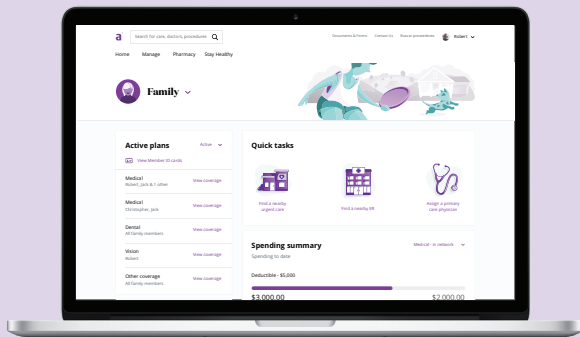 a
Search for care, doctors, procedures
Documents & Forms Contact Us Buscar proveedores Robert
Home Manage Pharmacy Stay Healthy
Family
Active plans
Active
View Member ID cards
Medical
Robert, Jack & 1 other
View coverage
Medical
Christopher, Jack
View coverage
Dental
All family members
View coverage
Vision
Robert
View coverage
Other coverage
All family members
View coverage
Quick tasks
Find a nearby
urgent care
Find a nearby ER
Assign a primary
care physician
Spending summary
Medical - in network
Spending to date
Deductible - $5,000
$3,000.00
$2,000.00